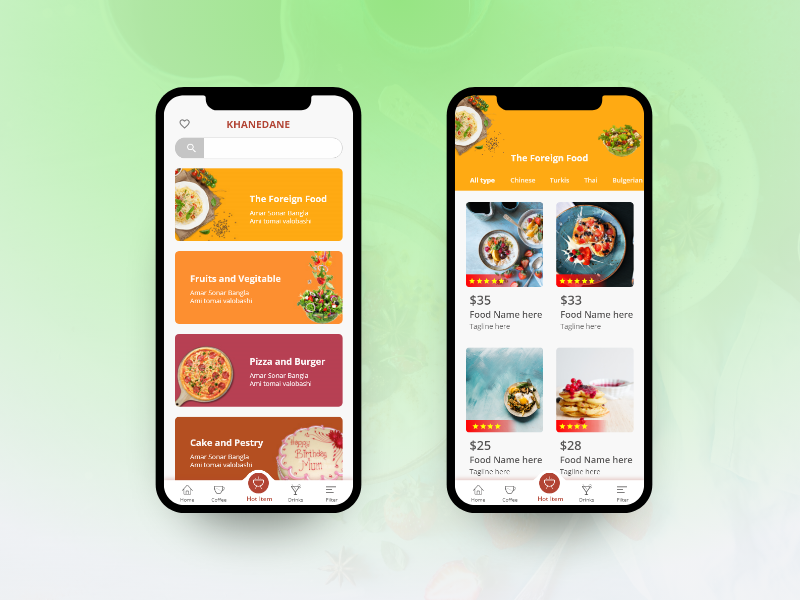 KHANEDANE
The Foreign Food
Amar Sonar Bangla
Ami tomai valobashi
Fruits and Vegitable
Amar Sonar Bangla
Ami tomai valobashi
Pizza and Burger
Amar Sonar Bangla
Ami tomai valobashi
Cake and Pestry
Amar Sonar Bangla
Ami tomai valobashi
Happy
Birthday
Mum
Home Coffee Hot Item Drinks Filter
The Foreign Food
All type Chinese Turkis Thai Bulgerian
$35 $33
Food Name here Food Name here
Tagline here Tagline here
$25 $28
Food Name here Food Name here
Tagline here Tagline here
Home Coffee Hot Item Drinks Filter